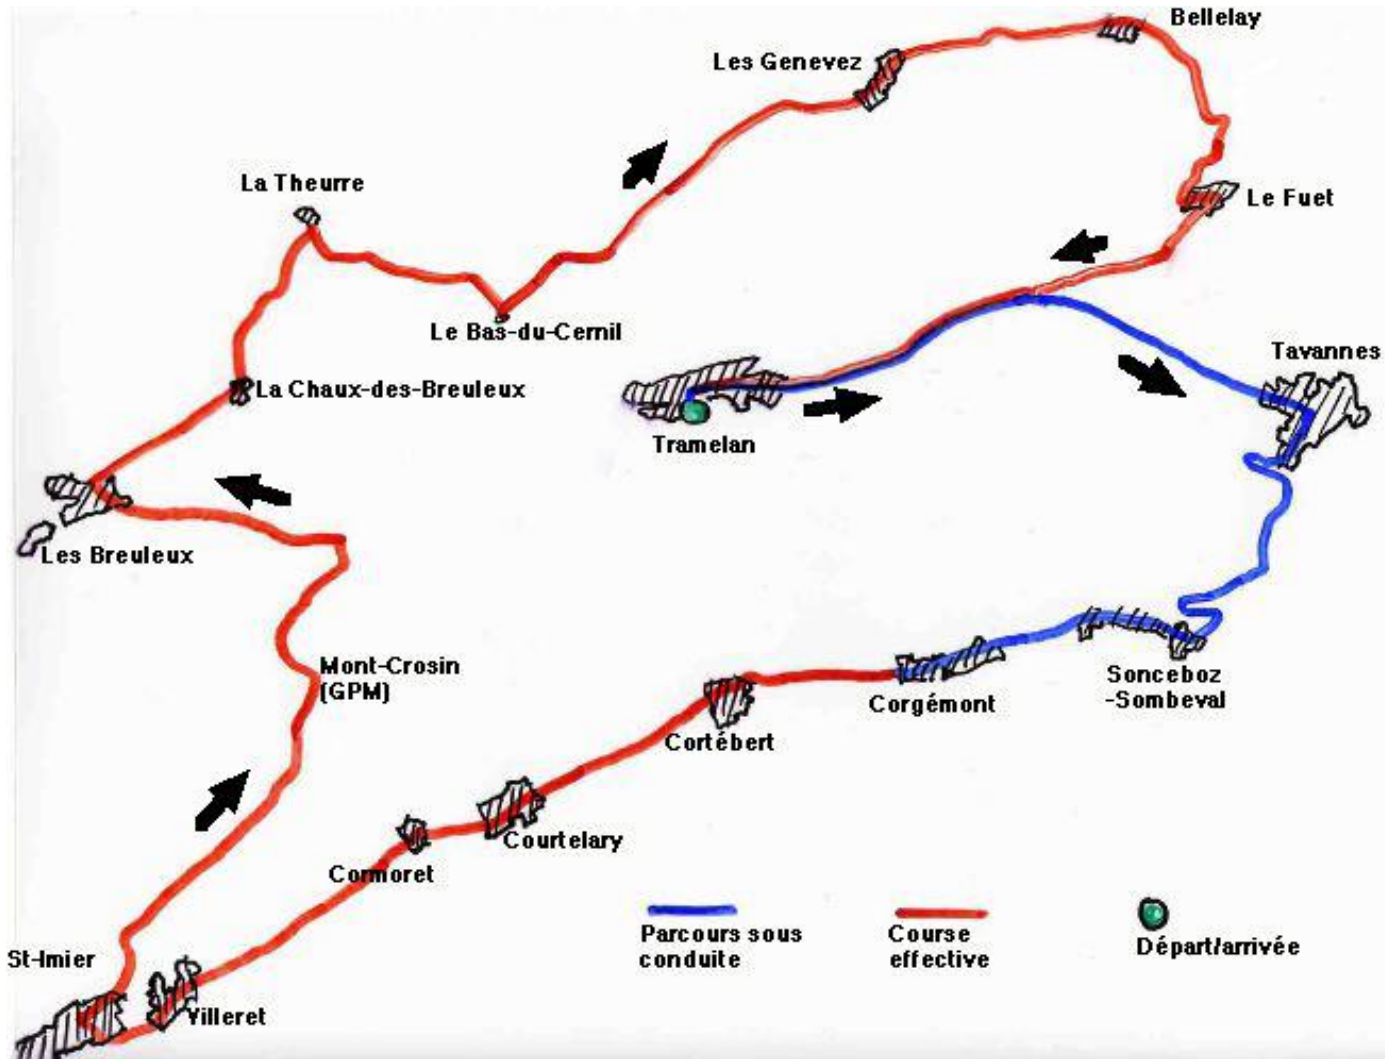 Bellelay
Les Genevez
La Theurre
Le Fuet
Le Bas-du-Cernil
Tavannes
La Chaux-des-Breuleux
Tramelan
Les Breuleux
Mont-Crosin
(GPM)
Sonceboz
-Sombeval
Corgémont
Cortébert
Courtelary
Cormoret
St-Imier
Villeret
Parcours sous
conduite
Course
effective
Départ/arrivée